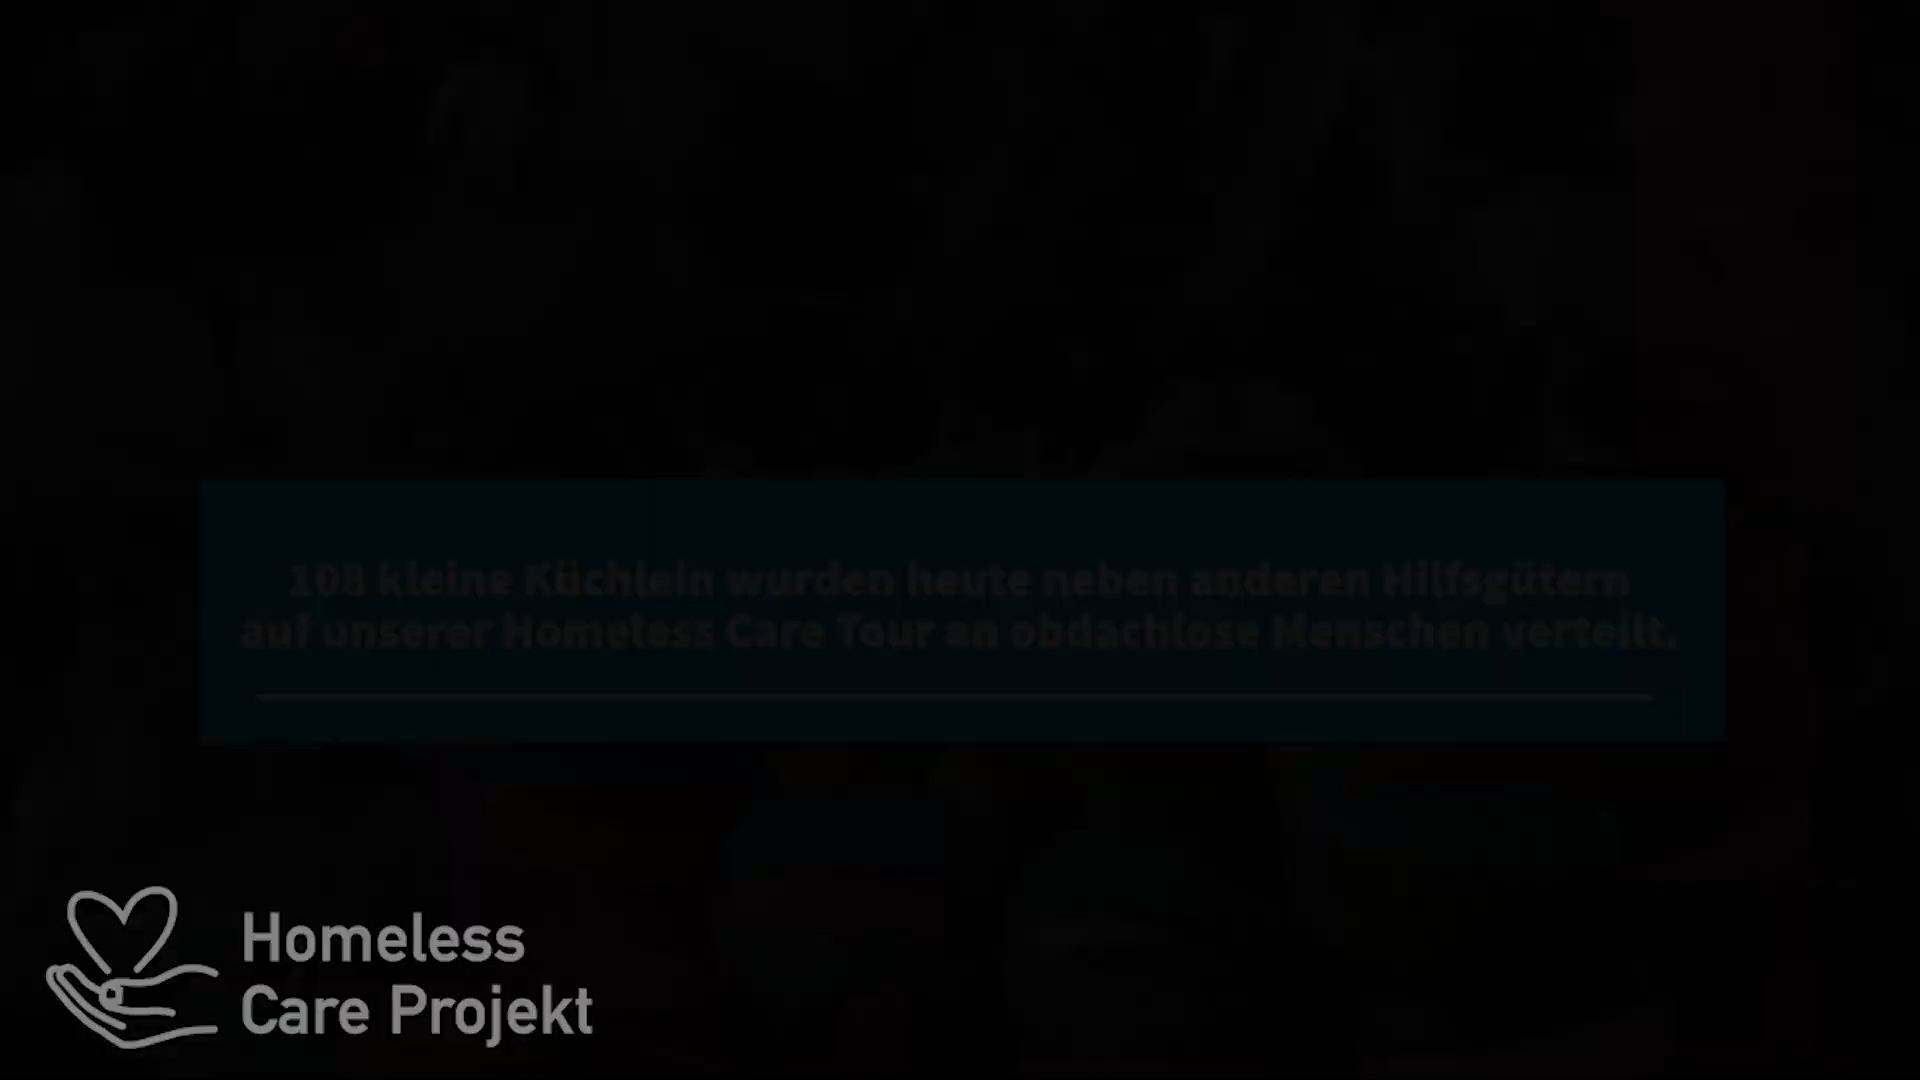 108 kleine Küchlein wurden heute neben anderen Hilfsgütern
auf unserer Homeless Care Tour an obdachlose Menschen verteilt.
Homeless
Care Projekt